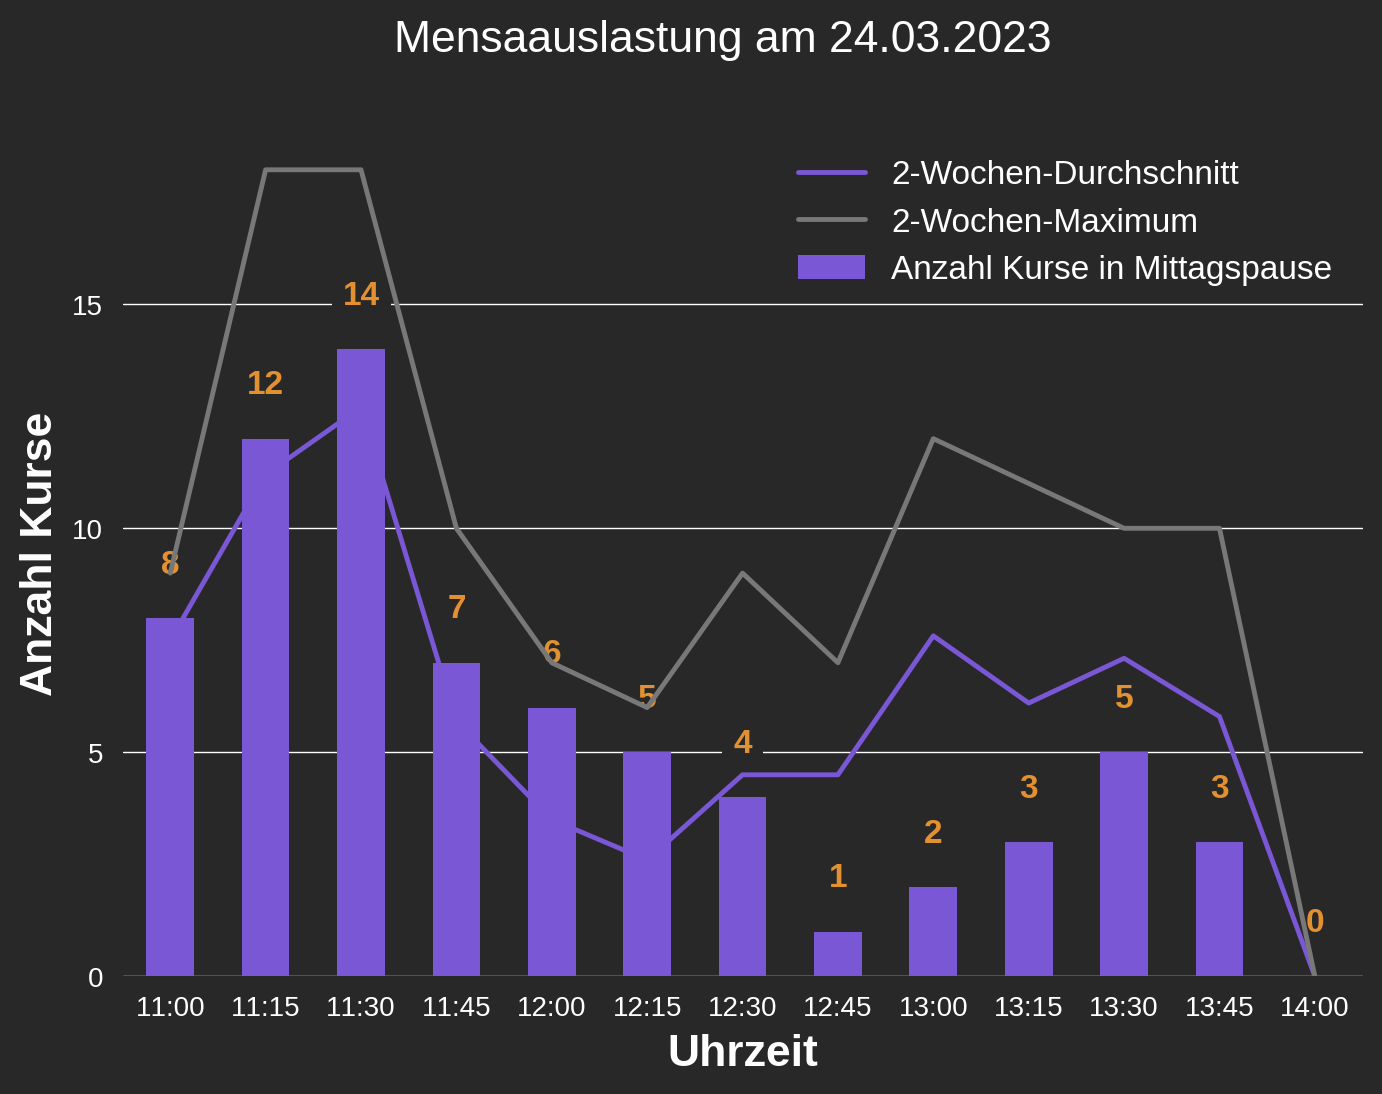 Mensaauslastung am 24.03.2023
2-Wochen-Durchschnitt
2-Wochen-Maximum
Anzahl Kurse in Mittagspause
Anzahl Kurse
15
10
5
0
8
12
14
7
6
5
4
1
2
3
5
3
0
11:00 11:15 11:30 11:45 12:00 12:15 12:30 12:45 13:00 13:15 13:30 13:45 14:00
Uhrzeit